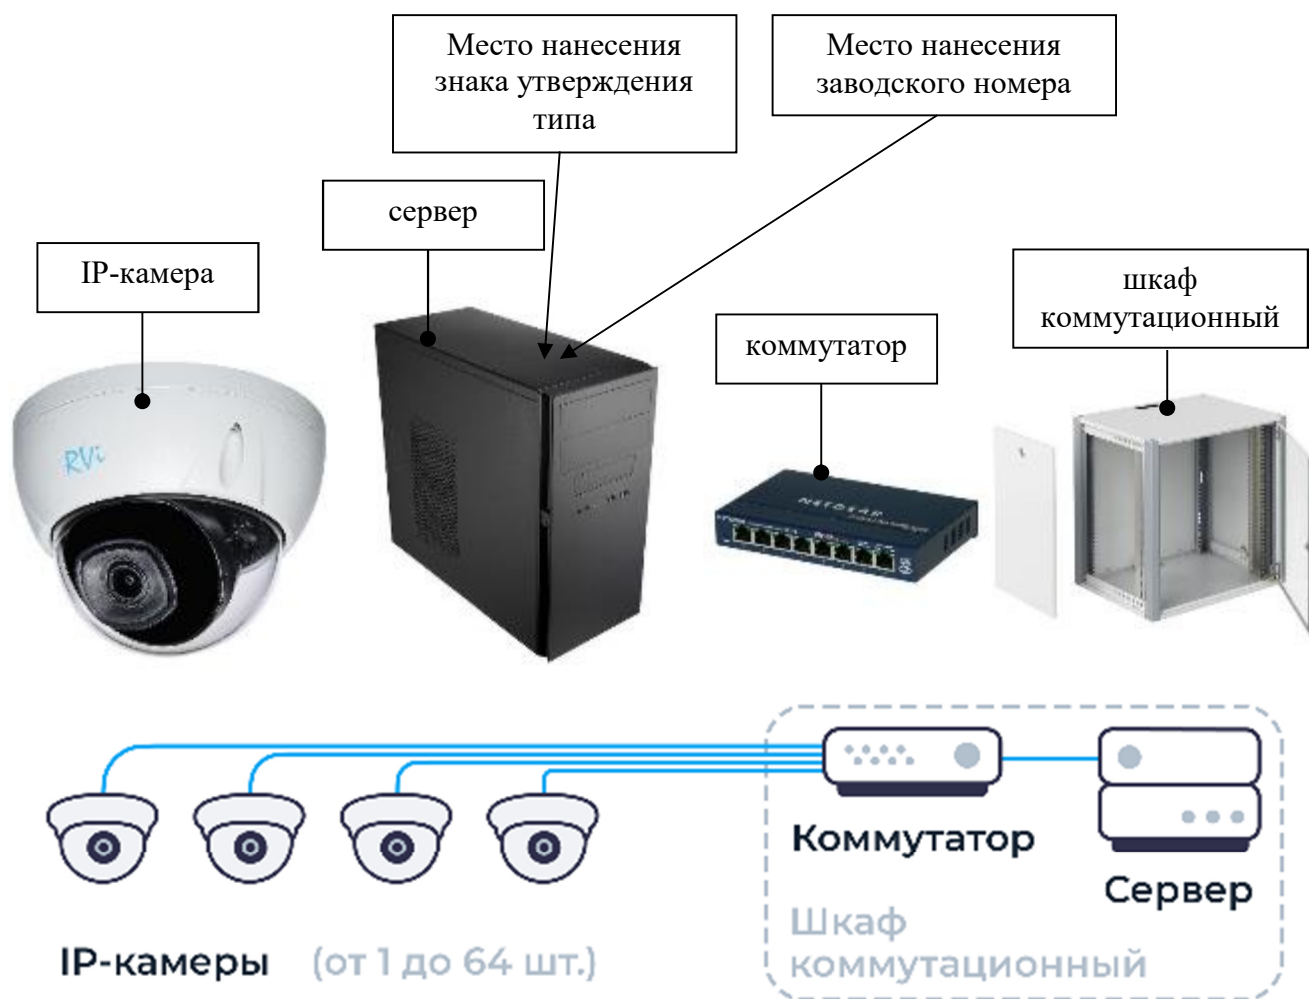 Место нанесения
знака утверждения
типа
Место нанесения
заводского номера
сервер
IP-камера
шкаф
коммутационный
коммутатор
RVi
NETGEAR
Коммутатор
Сервер
Шкаф
коммутационный
IP-камеры (от 1 до 64 шт.)